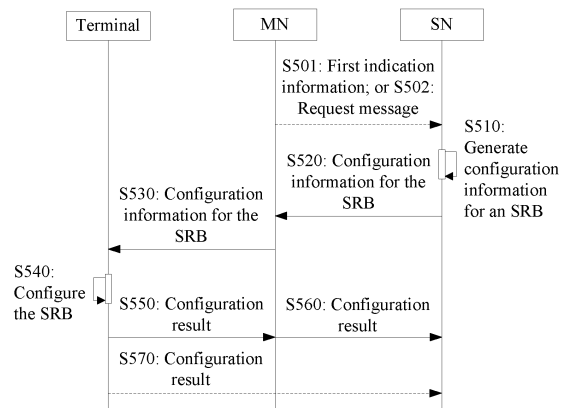 Terminal
MN
SN
S501: First indication
information; or S502:
Request message
S510:
Generate
configuration
information
for an SRB
S520: Configuration
information for the
SRB
S530: Configuration
information for the
SRB
S540:
Configure
the SRB
S550: Configuration
result
S560: Configuration
result
S570: Configuration
result